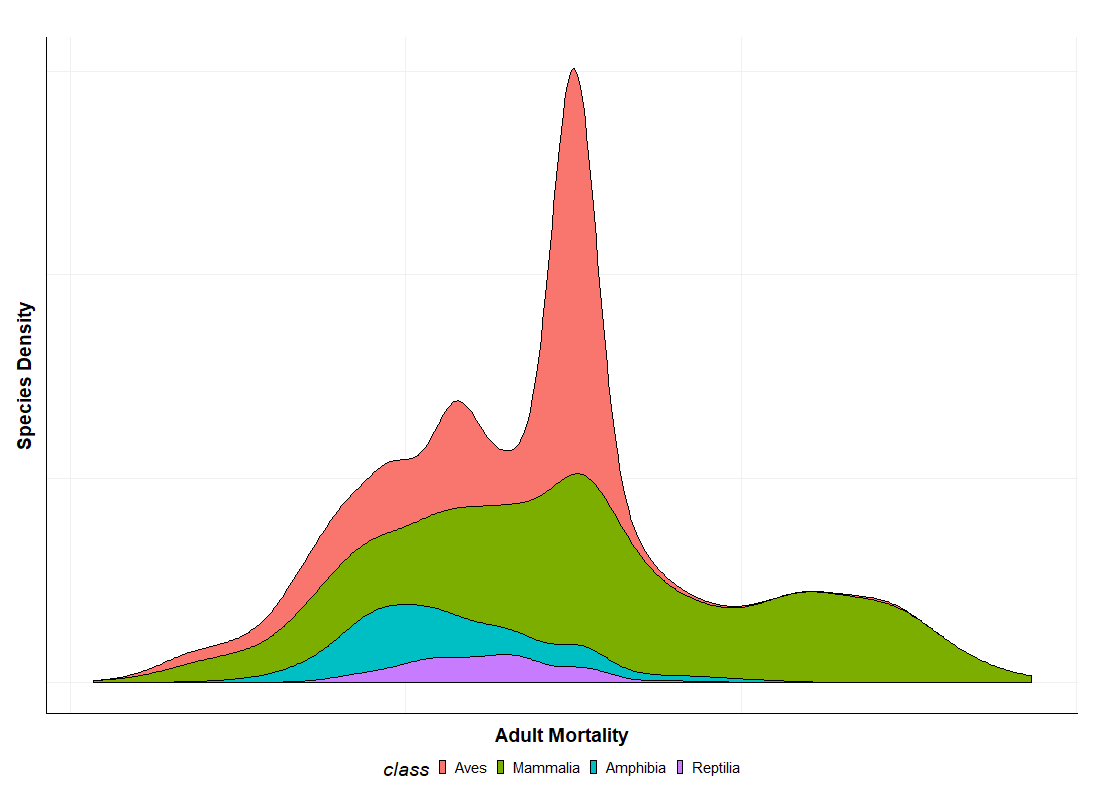 Species Density
Adult Mortality
class Aves Mammalia Amphibia Reptilia